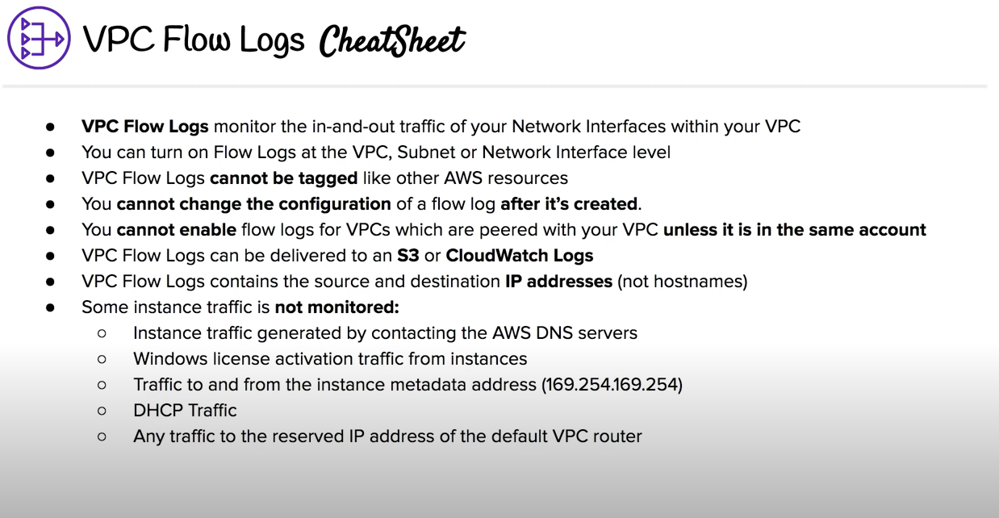 VPC Flow Logs CheatSheet
● VPC Flow Logs monitor the in-and-out traffic of your Network Interfaces within your VPC
● You can turn on Flow Logs at the VPC, Subnet or Network Interface level
● VPC Flow Logs cannot be tagged like other AWS resources
● You cannot change the configuration of a flow log after it’s created.
● You cannot enable flow logs for VPCs which are peered with your VPC unless it is in the same account
● VPC Flow Logs can be delivered to an S3 or CloudWatch Logs
● VPC Flow Logs contains the source and destination IP addresses (not hostnames)
● Some instance traffic is not monitored:
○ Instance traffic generated by contacting the AWS DNS servers
○ Windows license activation traffic from instances
○ Traffic to and from the instance metadata address (169.254.169.254)
○ DHCP Traffic
○ Any traffic to the reserved IP address of the default VPC router